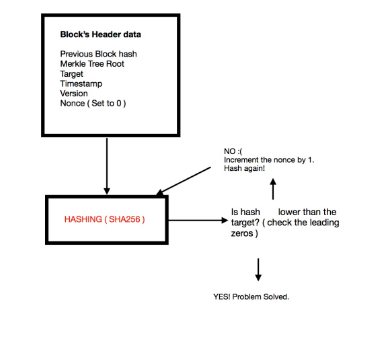 Block's Header data
Previous Block hash
Merkle Tree Root
Target
Timestamp
Version
Nonce ( Set to 0 )
NO :(
Increment the nonce by 1.
Hash again!
HASHING ( SHA256 )
Is hash lower than the
target? ( check the leading
zeros )
YES! Problem Solved.